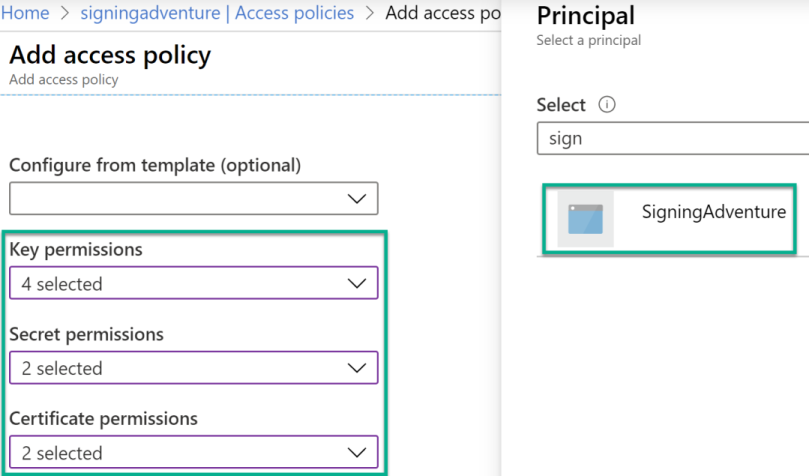 Home > signingadventure | Access policies > Add access po
Add access policy
Add access policy
Configure from template (optional)
Key permissions
4 selected
Secret permissions
2 selected
Certificate permissions
2 selected
Principal
Select a principal
Select
sign
SigningAdventure